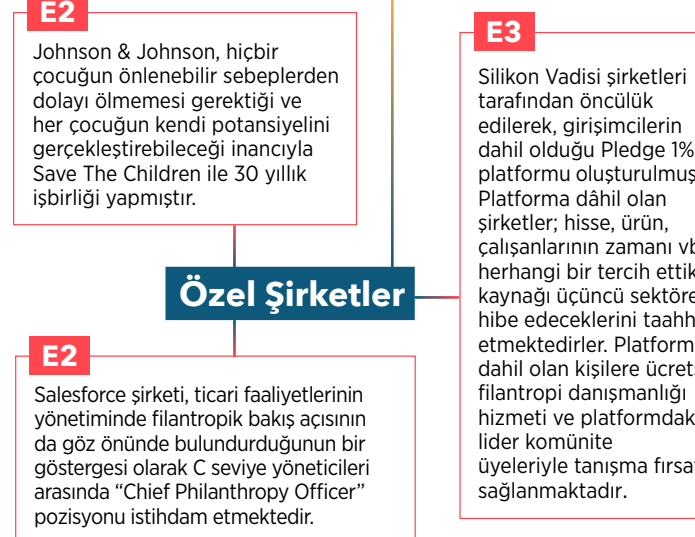 E2
Johnson & Johnson, hiçbir
çocuğun önlenebilir sebeplerden
dolayı ölmemesi gerektiği ve
her çocuğun kendi potansiyelini
gerçekleştirebileceği inancıyla
Save The Children ile 30 yıllık
işbirliği yapmıştır.
Özel Şirketler
E2
Salesforce şirketi, ticari faaliyetlerinin
yönetiminde filantropik bakış açısının
da göz önünde bulundurduğunun bir
göstergesi olarak C seviye yöneticileri
arasında “Chief Philanthropy Officer”
pozisyonu istihdam etmektedir.
E3
Silikon Vadisi şirketleri
tarafından öncülük
edilerek, girişimcilerin
dahil olduğu Pledge 1%
platformu
Platforma dâhil olan
şirketler; hisse, ürün,
çalışanlarının zamanı
herhangi bir tercih
kaynağı üçüncü sektöre
hibe edeceklerini
etmektedirler.
dahil olan kişilere
filantropi danışmanlığı
hizmeti ve
lider komünite
üyeleriyle tanışma
sağlanmaktadır.